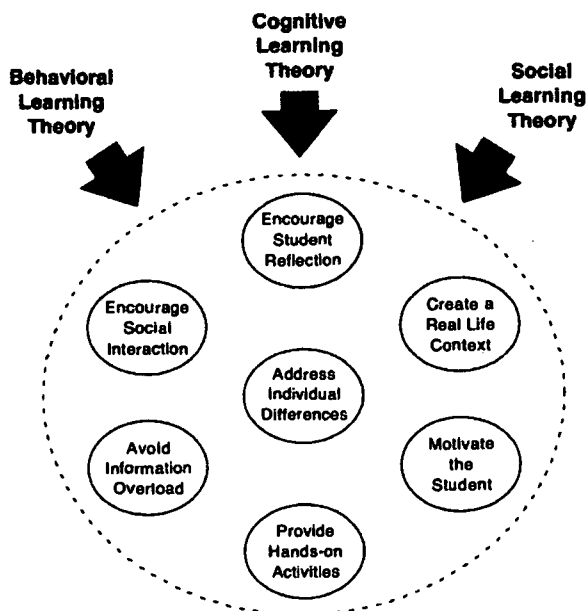 Cognitive
Learning
Theory
Behavioral
Learning
Theory
Social
Learning
Theory
Encourage
Student
Reflection
Encourage
Social
Interaction
Create a
Real Life
Context
Address
Individual
Differences
Avoid
Information
Overload
Motivate
the
Student
Provide
Hands-on
Activities